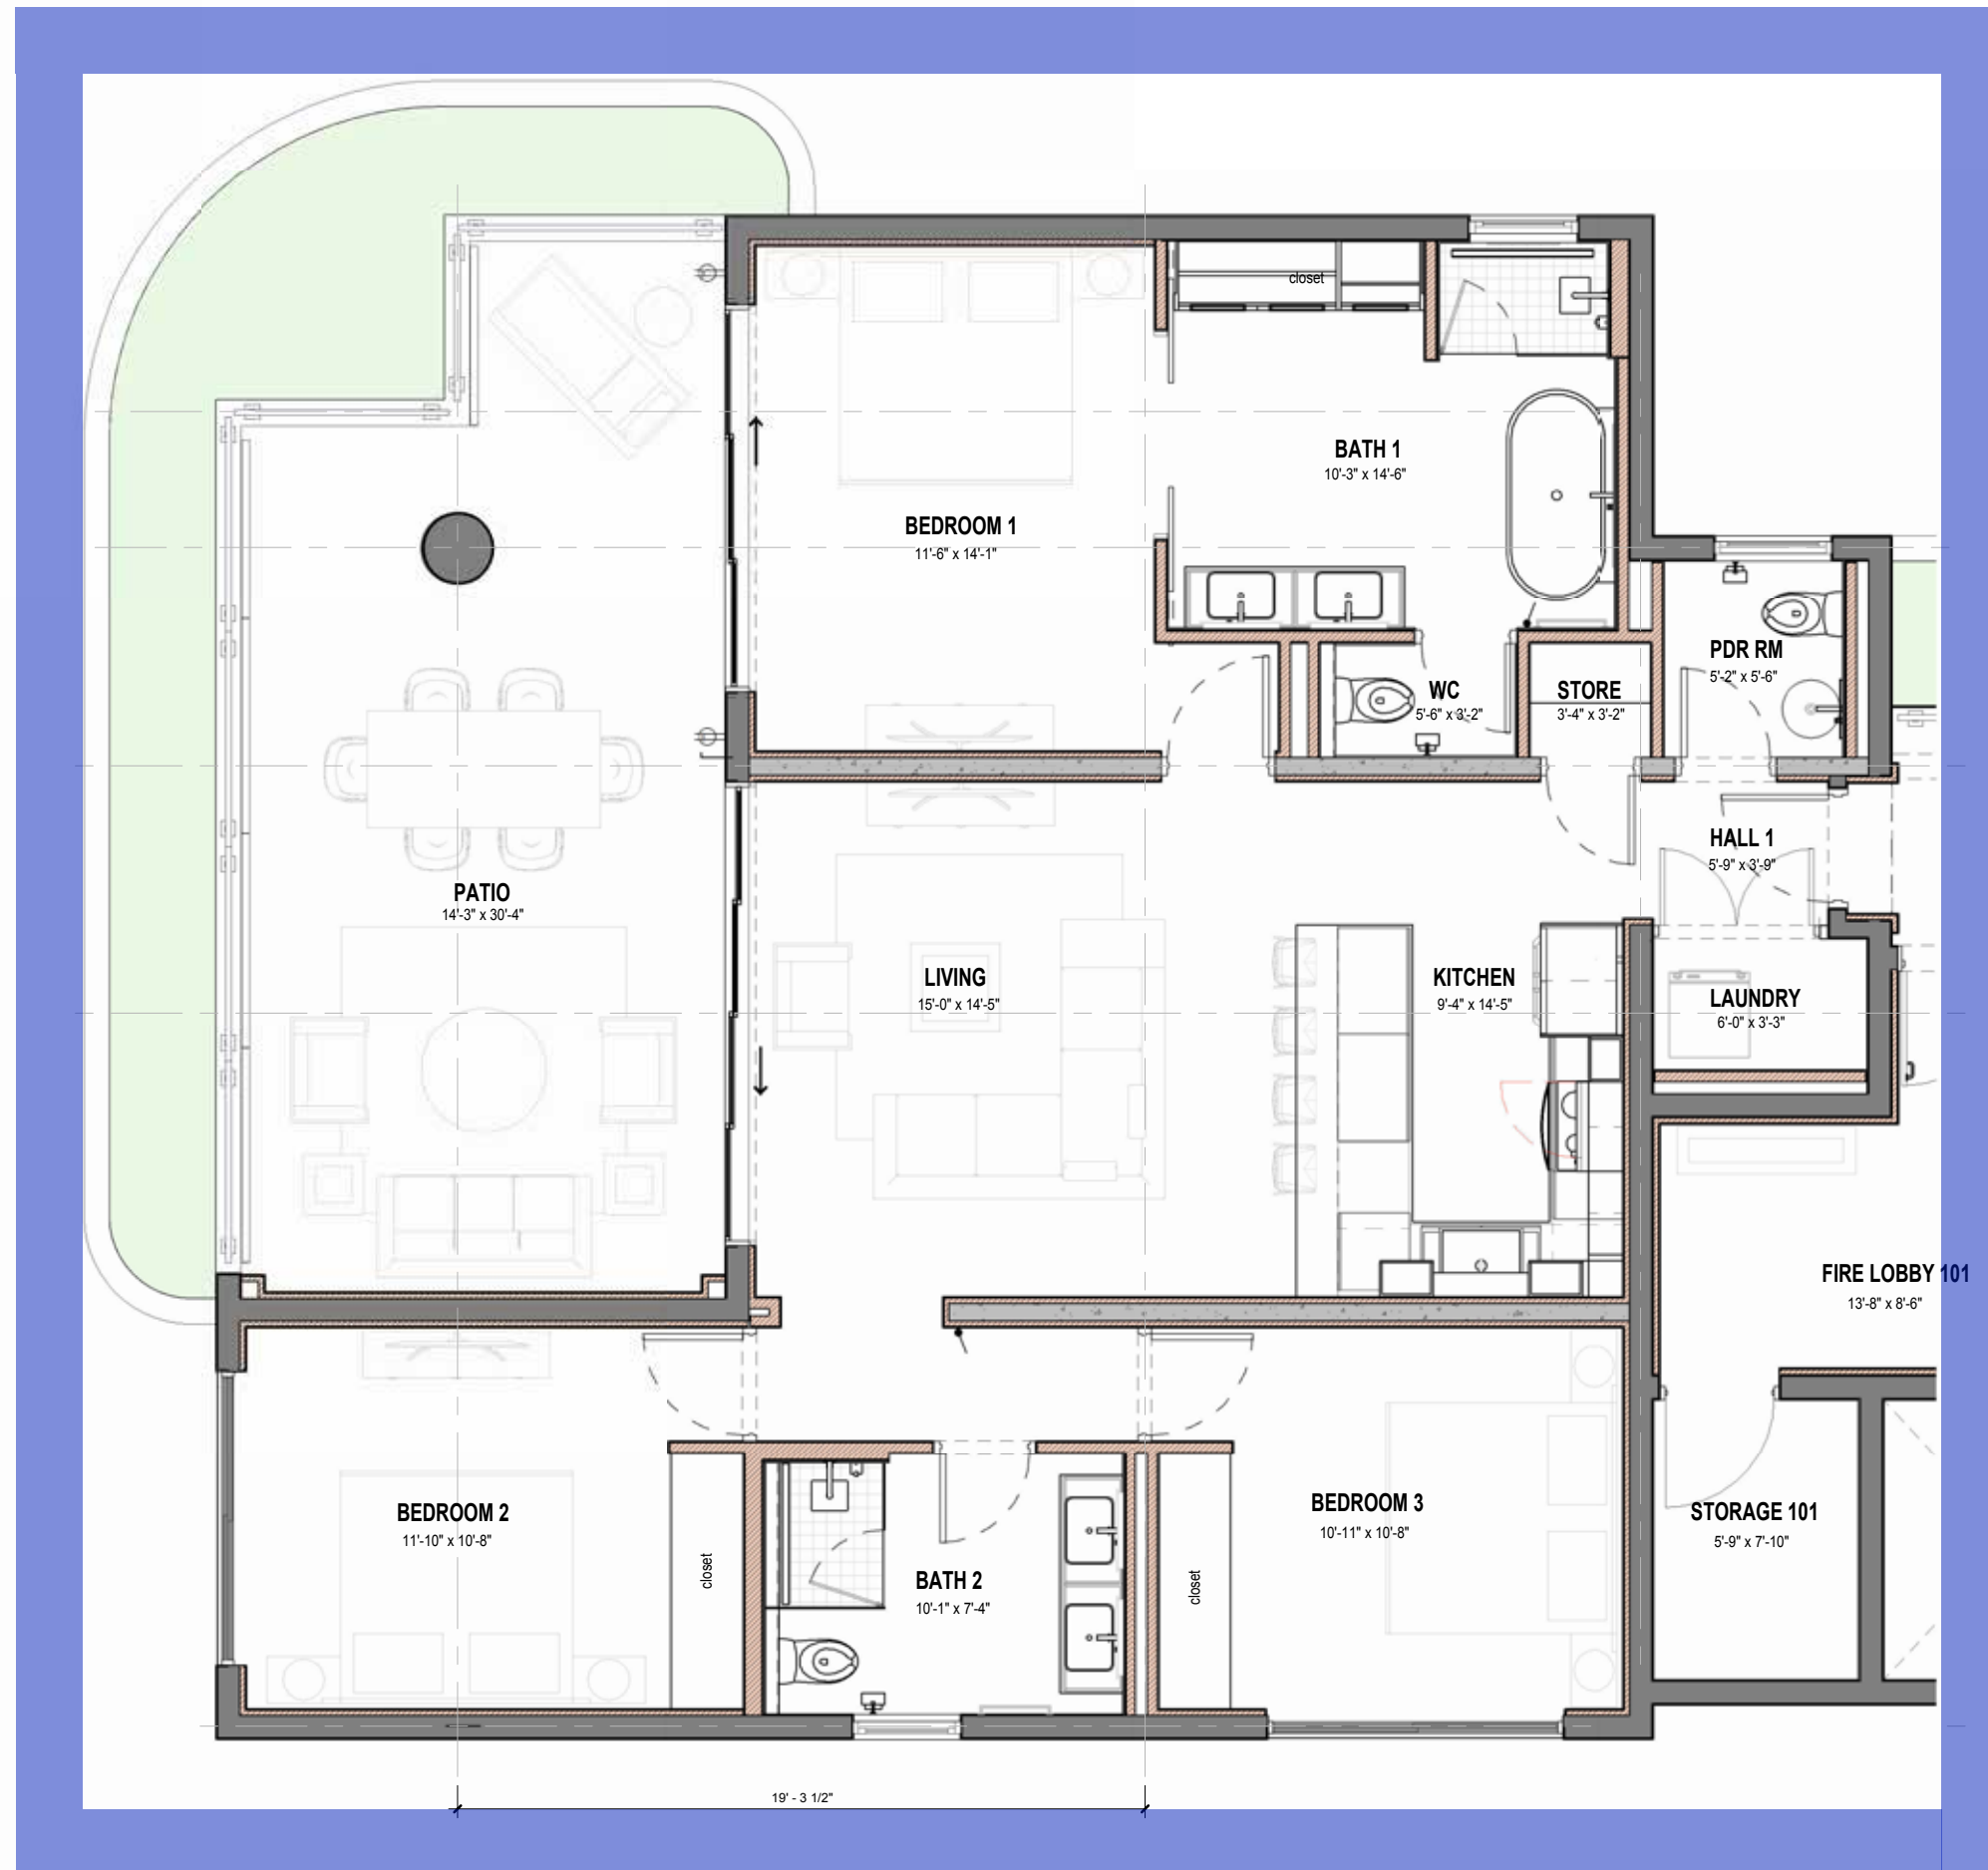 closet
BATH 1
10'-3" x 14'-6"
BEDROOM 1
11'-6" x 14'-1"
PDR RM
5'-2" x 5'-6"
WC
5'-6" x 3'-2"
STORE
3'-4" x 3'-2"
HALL 1
5'-9" x 3'-9"
PATIO
14'-3" x 30'-4"
LIVING
15'-0" x 14'-5"
KITCHEN
9'-4" x 14'-5"
LAUNDRY
6'-0" x 3'-3"
FIRE LOBBY 101
13'-8" x 8'-6"
BEDROOM 2
11'-10" x 10'-8"
closet
BATH 2
10'-1" x 7'-4"
closet
BEDROOM 3
10'-11" x 10'-8"
STORAGE 101
5'-9" x 7'-10"
19' - 3 1/2"